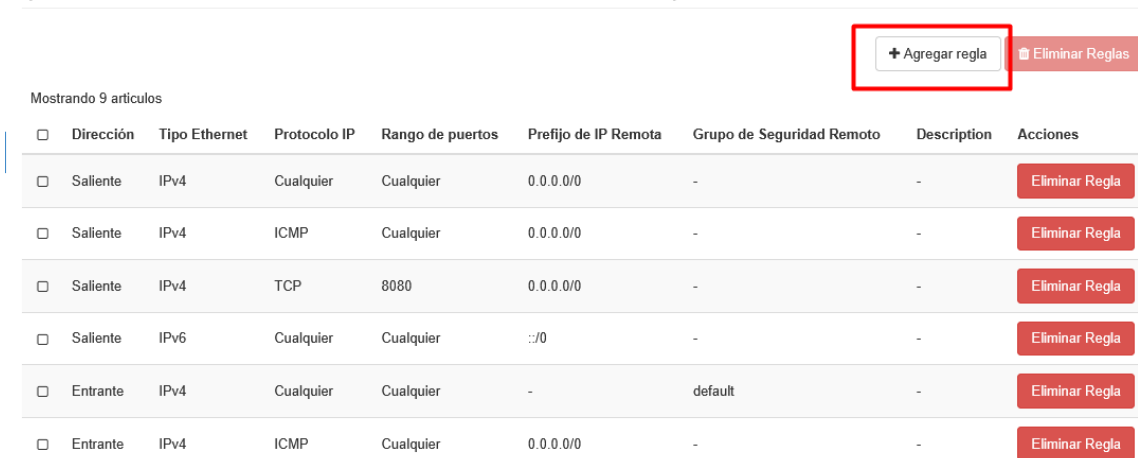 + Agregar regla Eliminar Reglas
Mostrando 9 articulos
Dirección Tipo Ethernet Protocolo IP Rango de puertos Prefijo de IP Remota Grupo de Seguridad Remoto Description Acciones
Saliente IPv4 Cualquier Cualquier 0.0.0.0/0 - - Eliminar Regla
Saliente IPv4 ICMP Cualquier 0.0.0.0/0 - - Eliminar Regla
Saliente IPv4 TCP 8080 0.0.0.0/0 - - Eliminar Regla
Saliente IPv6 Cualquier Cualquier ::/0 - - Eliminar Regla
Entrante IPv4 Cualquier Cualquier - default - Eliminar Regla
Entrante IPv4 ICMP Cualquier 0.0.0.0/0 - - Eliminar Regla